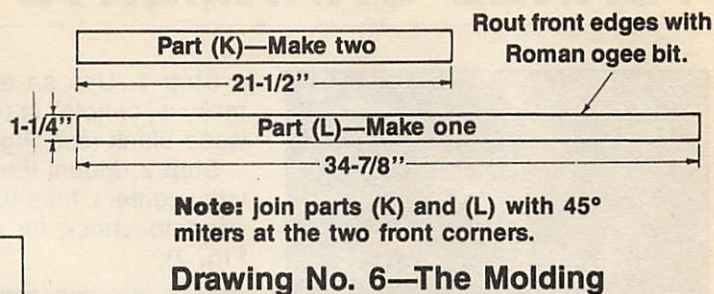 Rout front edges with
Roman ogee bit.
Part (K)—Make two
21-1/2"
1-1/4"
Part (L)—Make one
34-7/8"
Note: join parts (K) and (L) with 45°
miters at the two front corners.
Drawing No. 6—The Molding